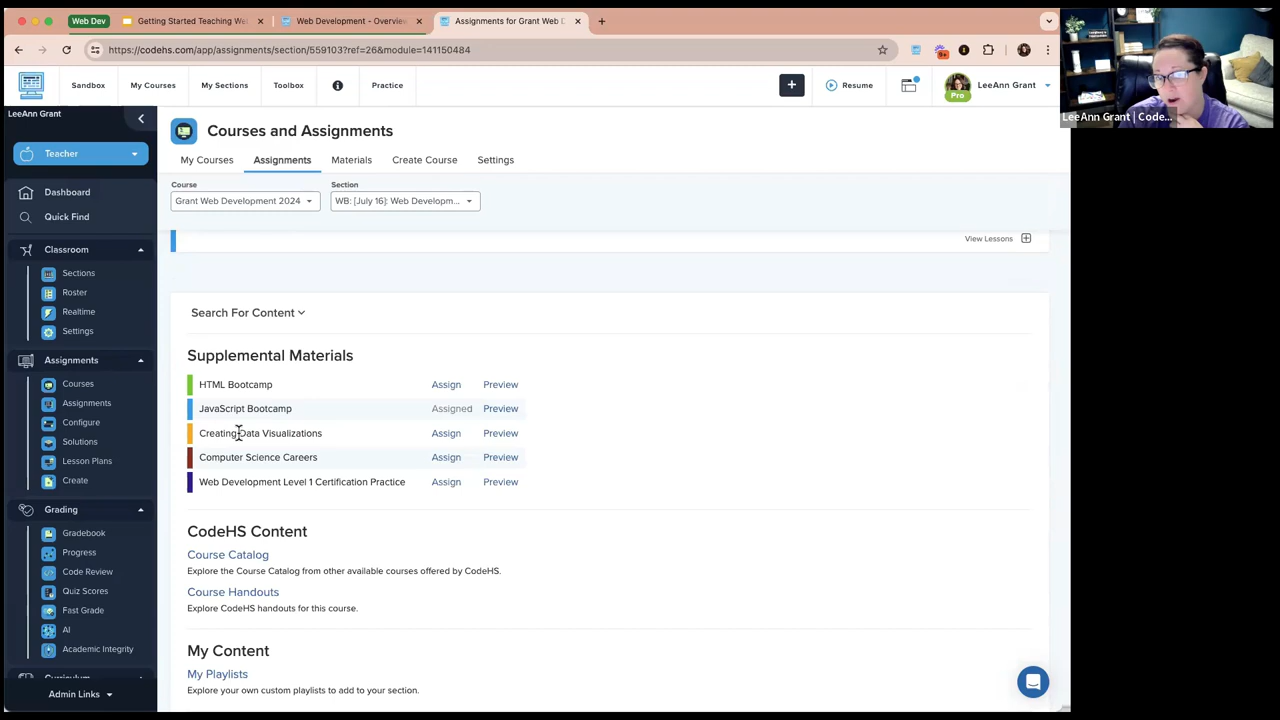 Web Dev
Getting Started Teaching We
Web Development - Overview
Assignments for Grant Web D
https://codehs.com/app/assignments/section/559103?ref=26&module=141150484
9+
Sandbox
My Courses
My Sections
Toolbox
Practice
Resume
Pro
LeeAnn Grant
LeeAnn Grant | Code...
LeeAnn Grant
Teacher
Dashboard
Quick Find
Classroom
Sections
Roster
Realtime
Settings
Assignments
Courses
Assignments
Configure
Solutions
Lesson Plans
Create
Grading
Gradebook
Progress
Code Review
Quiz Scores
Fast Grade
AI
Academic Integrity
Curriculum
Admin Links
Courses and Assignments
My Courses
Assignments
Materials
Create Course
Settings
Course
Section
Grant Web Development 2024
WB: [July 16]: Web Developm...
View Lessons
Search For Content
Supplemental Materials
HTML Bootcamp Assign Preview
JavaScript Bootcamp Assigned Preview
Creating Data Visualizations Assign Preview
Computer Science Careers Assign Preview
Web Development Level 1 Certification Practice Assign Preview
CodeHS Content
Course Catalog
Explore the Course Catalog from other available courses offered by CodeHS.
Course Handouts
Explore CodeHS handouts for this course.
My Content
My Playlists
Explore your own custom playlists to add to your section.